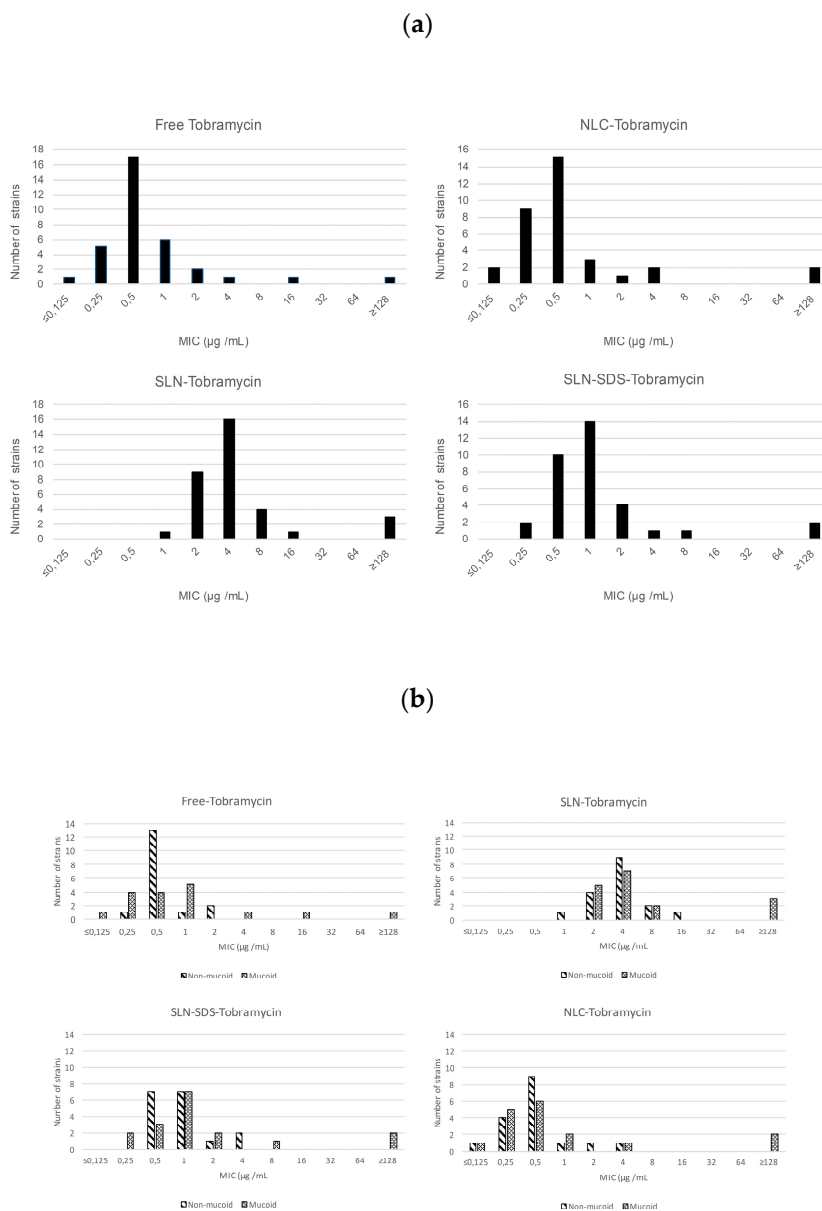 (a)
Free Tobramycin
Number of strains
18
16
14
12
10
8
6
4
2
0
≤0,125 0,25 0,5 1 2 4 8 16 32 64 ≥128
MIC (µg /mL)
NLC-Tobramycin
Number of strains
16
14
12
10
8
6
4
2
0
≤0,125 0,25 0,5 1 2 4 8 16 32 64 ≥128
MIC (µg /mL)
SLN-Tobramycin
Number of strains
18
16
14
12
10
8
6
4
2
0
≤0,125 0,25 0,5 1 2 4 8 16 32 64 ≥128
MIC (µg /mL)
SLN-SDS-Tobramycin
Number of strains
16
14
12
10
8
6
4
2
0
≤0,125 0,25 0,5 1 2 4 8 16 32 64 ≥128
MIC (µg /mL)
(b)
Free-Tobramycin
Number of strans
14
12
10
8
6
4
2
0
≤0,125 0,25 0,5 1 2 4 8 16 32 64 ≥128
MIC (µg /mL)
Non-mucoid Mucoid
SLN-Tobramycin
Number of strains
14
12
10
8
6
4
2
0
≤0,125 0,25 0,5 1 2 4 8 16 32 64 ≥128
MIC (µg /mL
Non-mucoid Mucoid
SLN-SDS-Tobramycin
Number of strains
14
12
10
8
6
4
2
0
≤0,125 0,25 0,5 1 2 4 8 16 32 64 ≥128
MIC (µg /mL
Non-mucoid Mucoid
NLC-Tobramycin
Number of strains
14
12
10
8
6
4
2
0
≤0,125 0,25 0,5 1 2 4 8 16 32 64 ≥128
MIC (µg /mL
Non-mucoid Mucoid